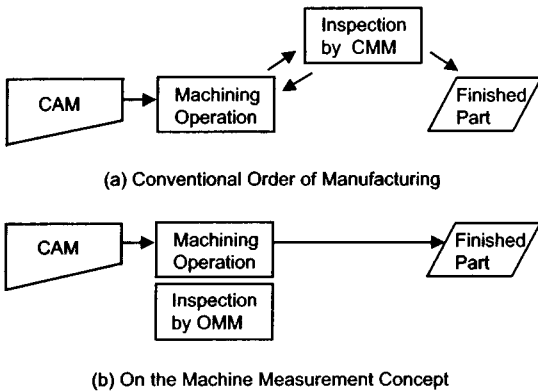 Inspection
by CMM
CAM
Machining
Operation
Finished
Part
(a) Conventional Order of Manufacturing
CAM
Machining
Operation
Finished
Part
Inspection
by OMM
(b) On the Machine Measurement Concept